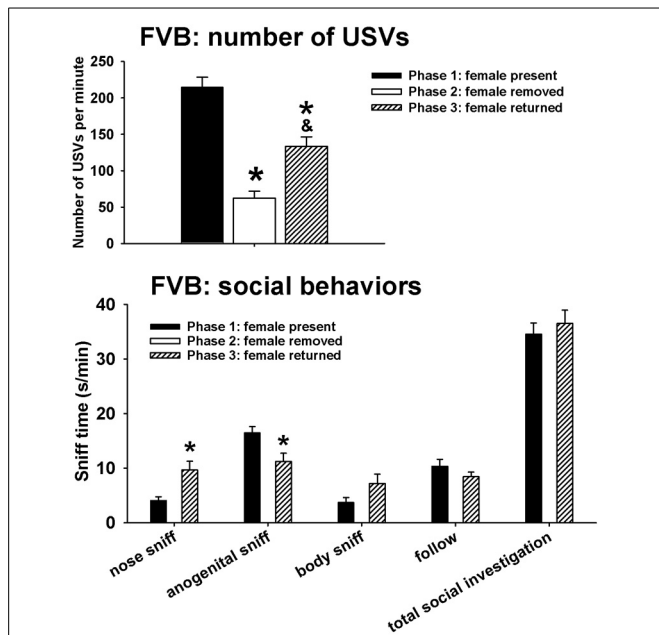 FVB: number of USVs
Number of USVs per minute
250
200
150
100
50
0
*
*
&
Phase 1: female present
Phase 2: female removed
Phase 3: female returned
FVB: social behaviors
Sniff time (s/min)
40
30
20
10
0
Phase 1: female present
Phase 2: female removed
Phase 3: female returned
*
*
nose sniff
anogenital sniff
body sniff
follow
total social investigation